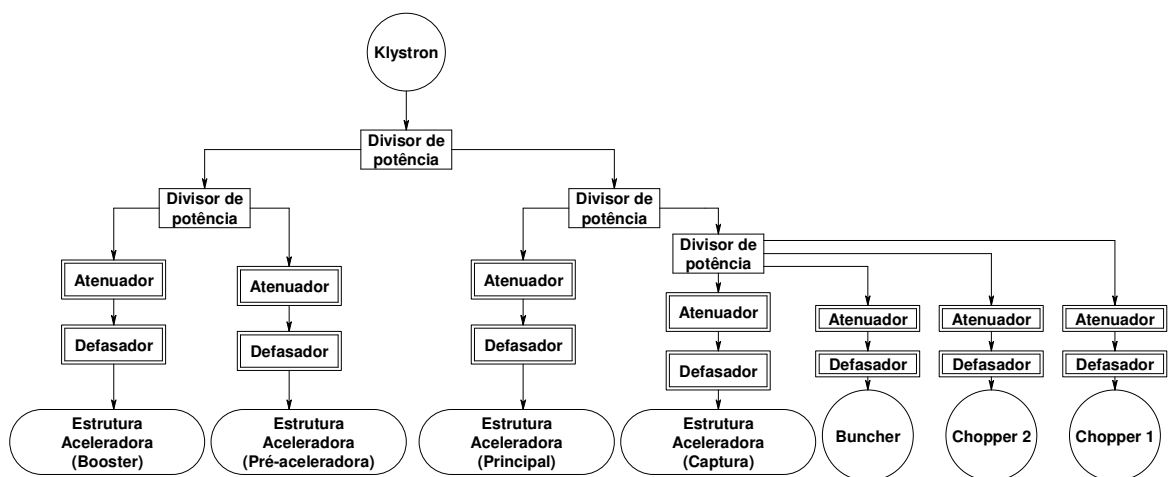 Klystron
Divisor de
potência
Divisor de
potência
Divisor de
potência
Divisor de
potência
Atenuador
Atenuador
Atenuador
Atenuador
Atenuador
Atenuador
Atenuador
Defasador
Defasador
Defasador
Defasador
Defasador
Defasador
Defasador
Estrutura
Aceleradora
(Booster)
Estrutura
Aceleradora
(Pré-aceleradora)
Estrutura
Aceleradora
(Principal)
Estrutura
Aceleradora
(Captura)
Buncher
Chopper 2
Chopper 1